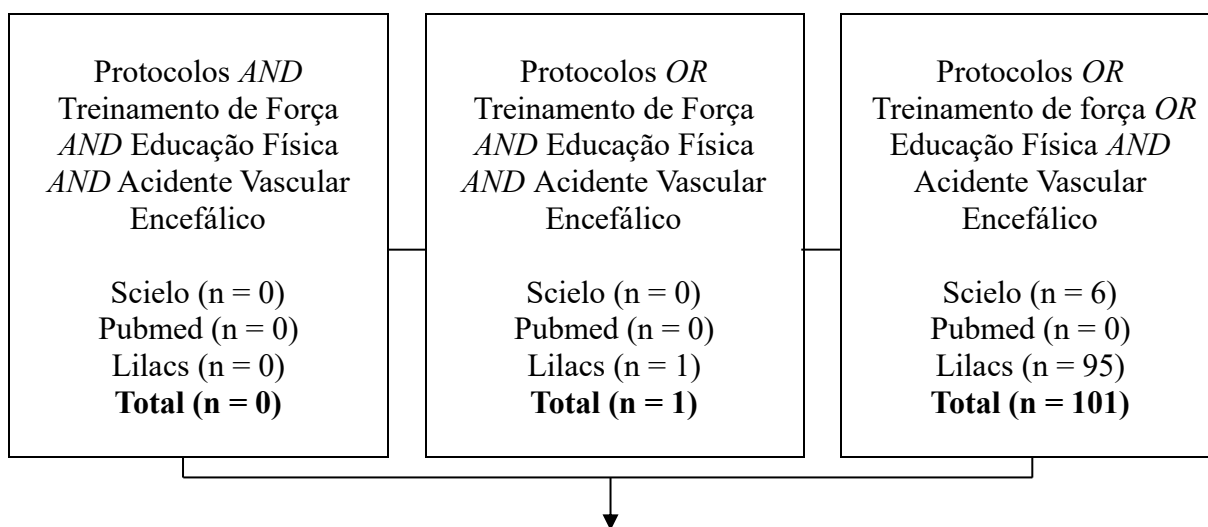 Protocolos AND
Treinamento de Força
AND Educação Física
AND Acidente Vascular
Encefálico
Scielo (n = 0)
Pubmed (n = 0)
Lilacs (n = 0)
Total (n = 0)
Protocolos OR
Treinamento de Força
AND Educação Física
AND Acidente Vascular
Encefálico
Scielo (n = 0)
Pubmed (n = 0)
Lilacs (n = 1)
Total (n = 1)
Protocolos OR
Treinamento de força OR
Educação Física AND
Acidente Vascular
Encefálico
Scielo (n = 6)
Pubmed (n = 0)
Lilacs (n = 95)
Total (n = 101)